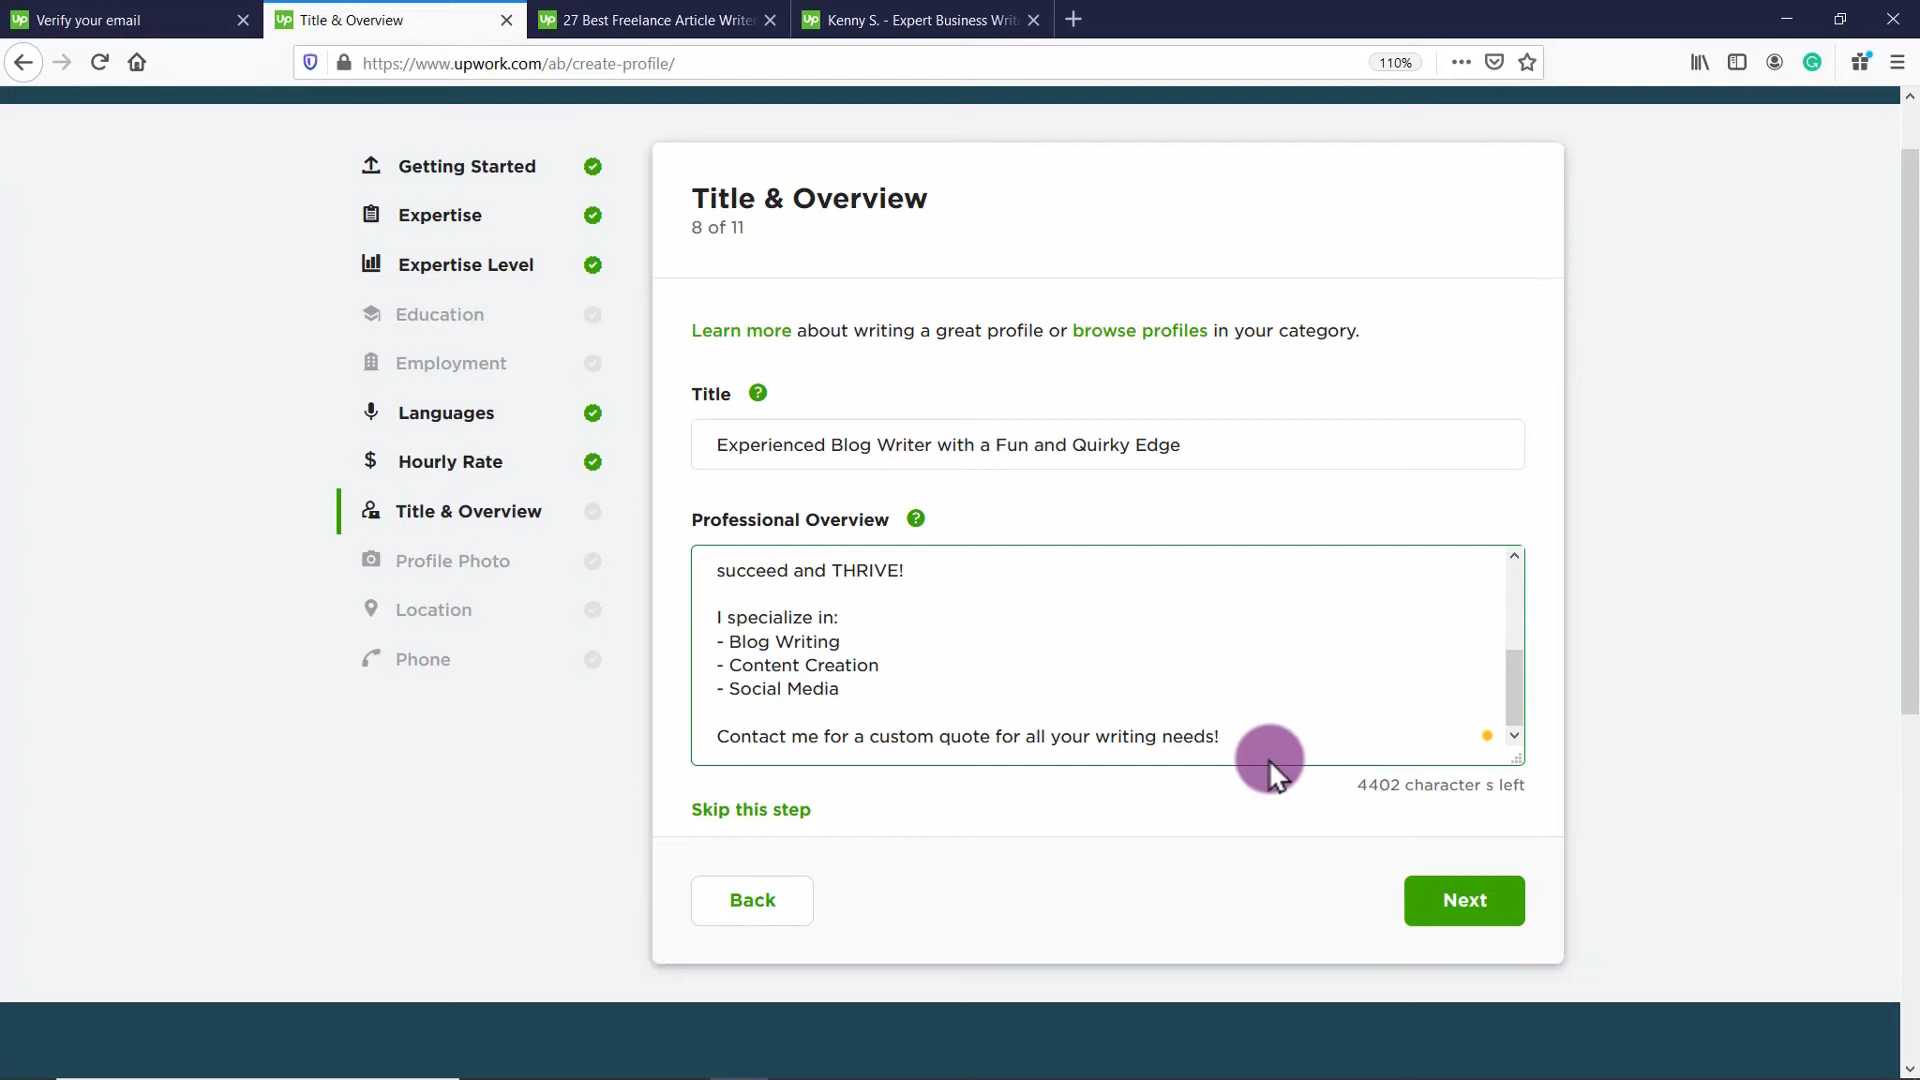 Verify your email
Title & Overview
27 Best Freelance Article Write
Kenny S. - Expert Business Writ
https://www.upwork.com/ab/create-profile/
110%
Getting Started
Expertise
Expertise Level
Education
Employment
Languages
Hourly Rate
Title & Overview
Profile Photo
Location
Phone
Title & Overview
8 of 11
Learn more about writing a great profile or browse profiles in your category.
Title
Experienced Blog Writer with a Fun and Quirky Edge
Professional Overview
succeed and THRIVE!
I specialize in:
- Blog Writing
- Content Creation
- Social Media
Contact me for a custom quote for all your writing needs!
4402 character s left
Skip this step
Back
Next